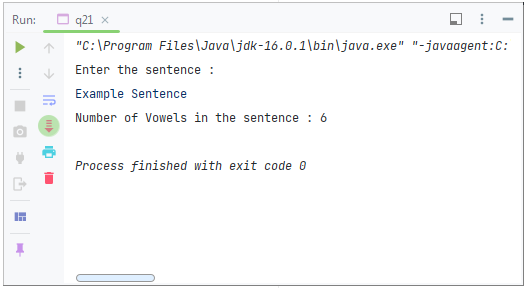 Run: q21
"C:\Program Files\Java\jdk-16.0.1\bin\java.exe" "-javaagent:C:
Enter the sentence :
Example Sentence
Number of Vowels in the sentence : 6
Process finished with exit code 0